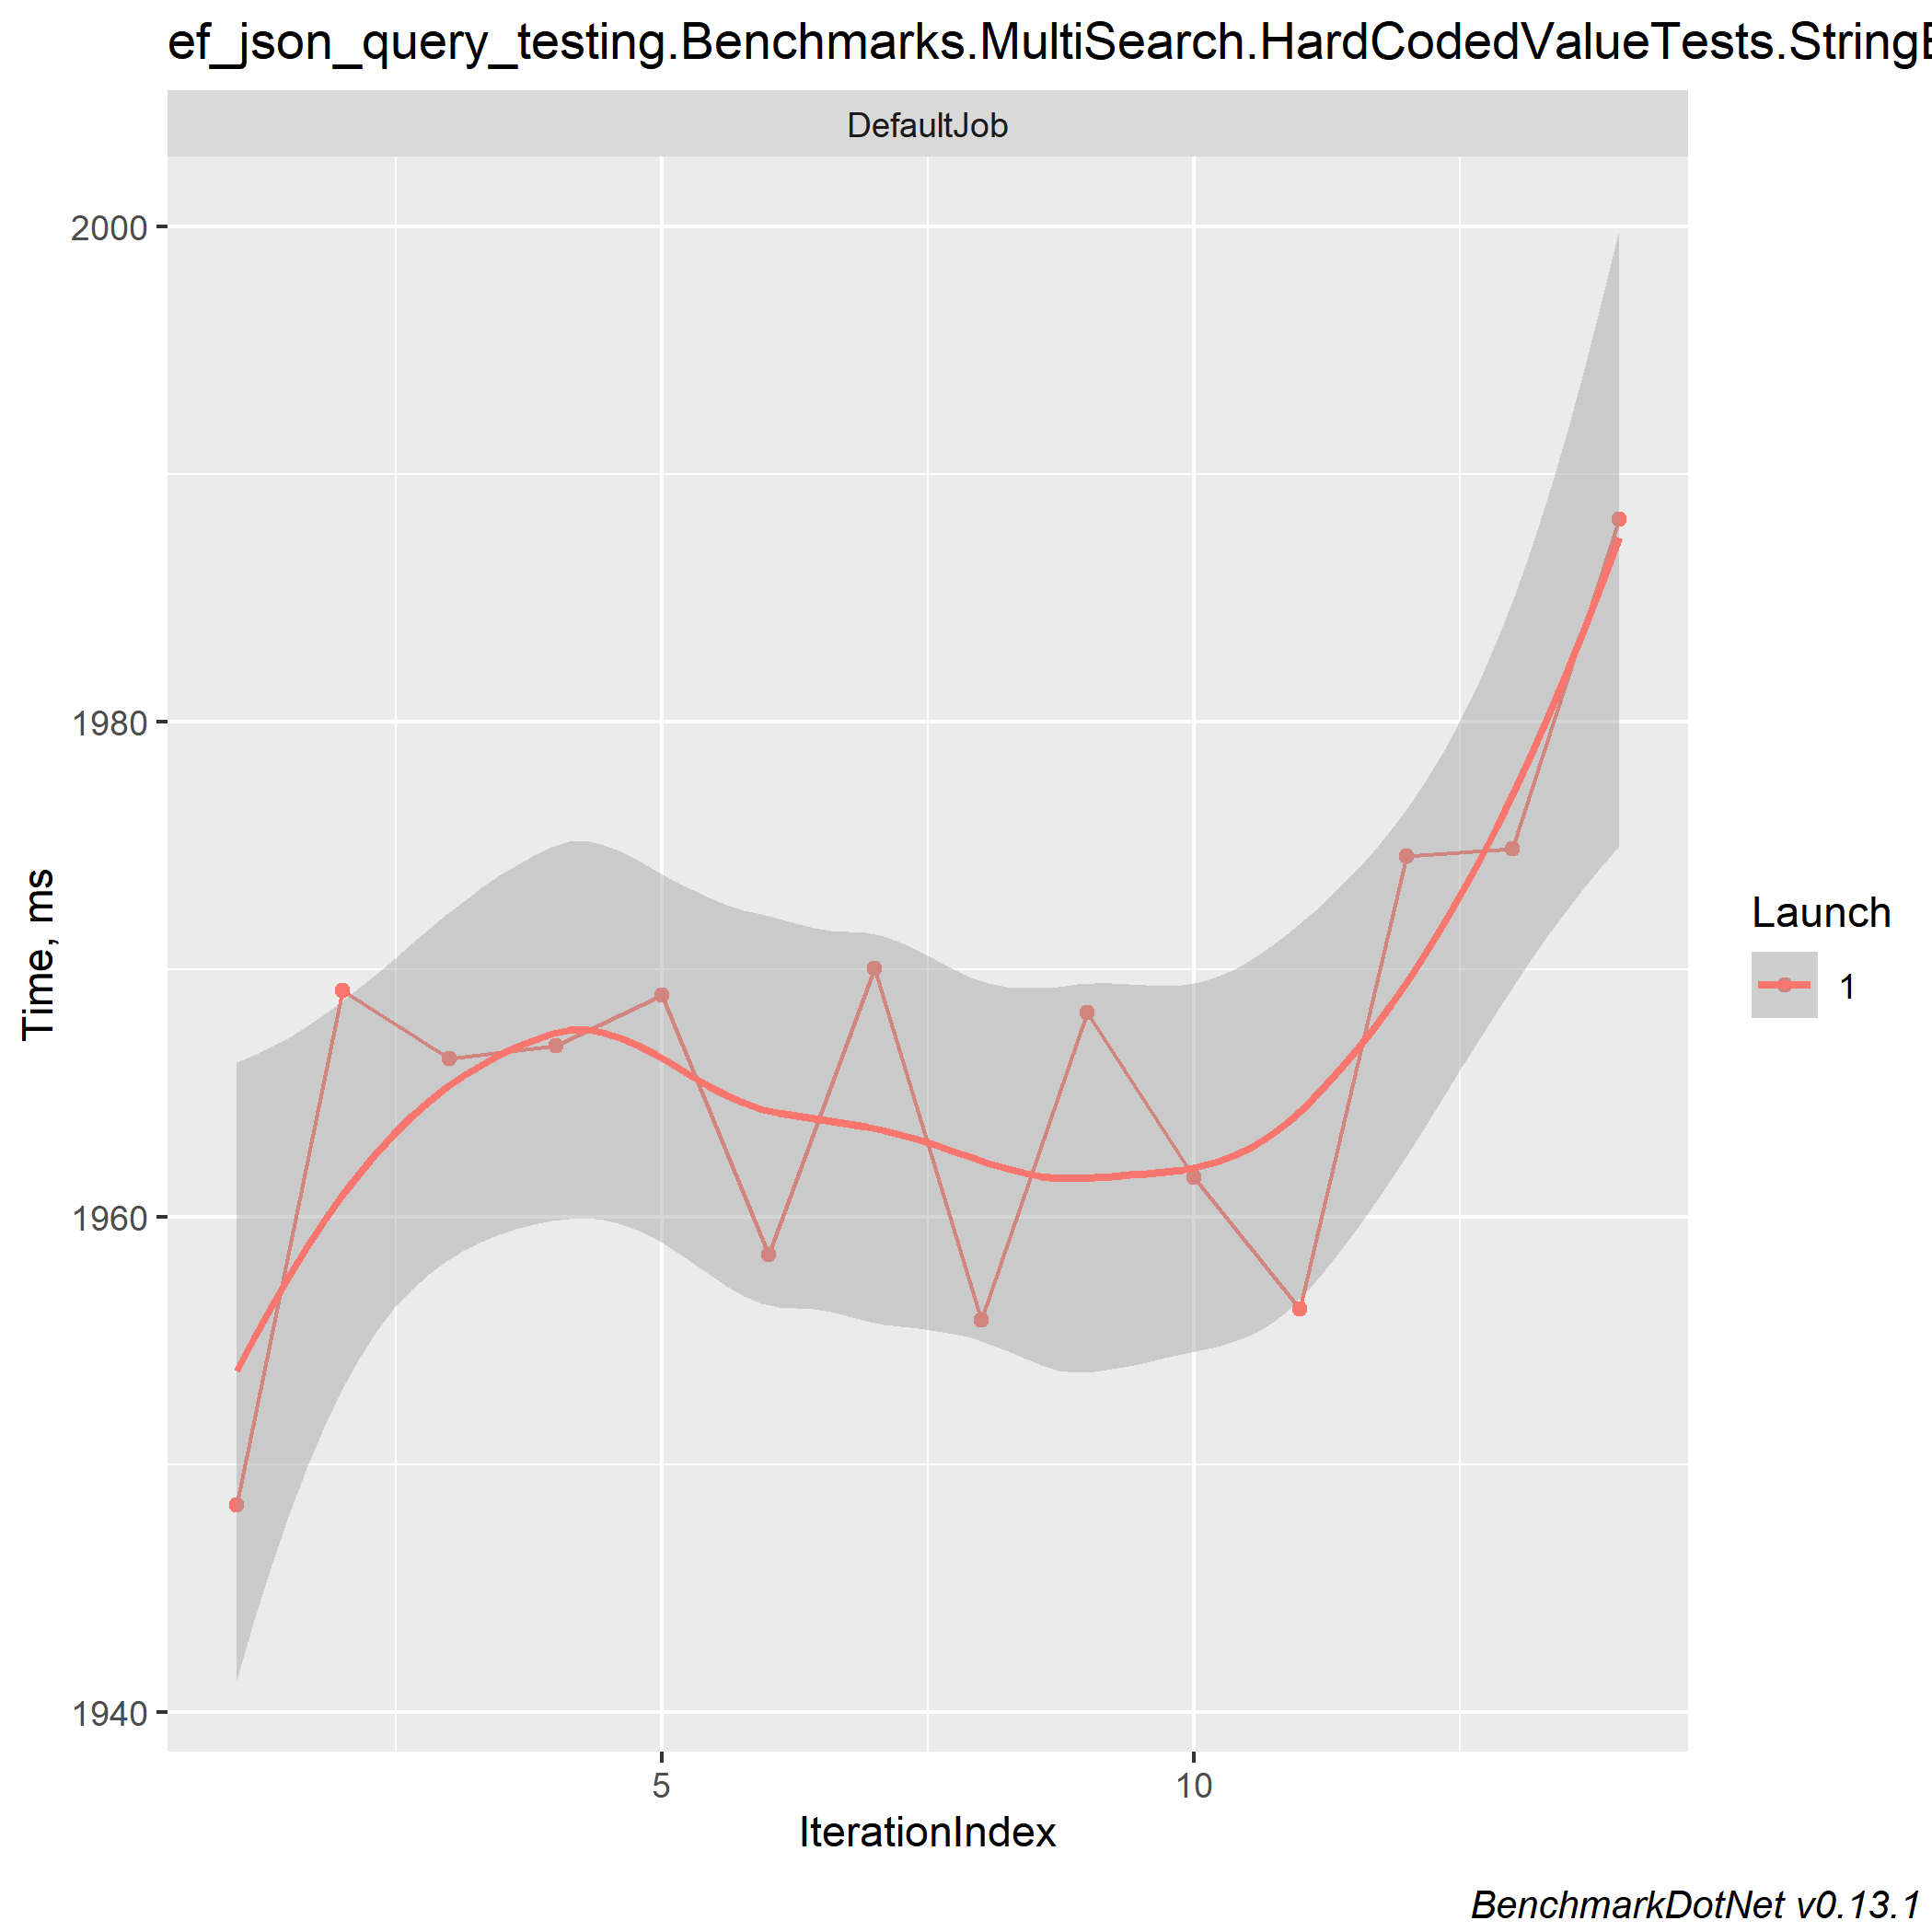 ef_json_query_testing.Benchmarks.MultiSearch.HardCodedValueTests.String
DefaultJob
2000
1980
1960
1940
Time, ms
5
10
IterationIndex
Launch
1
BenchmarkDotNet v0.13.1